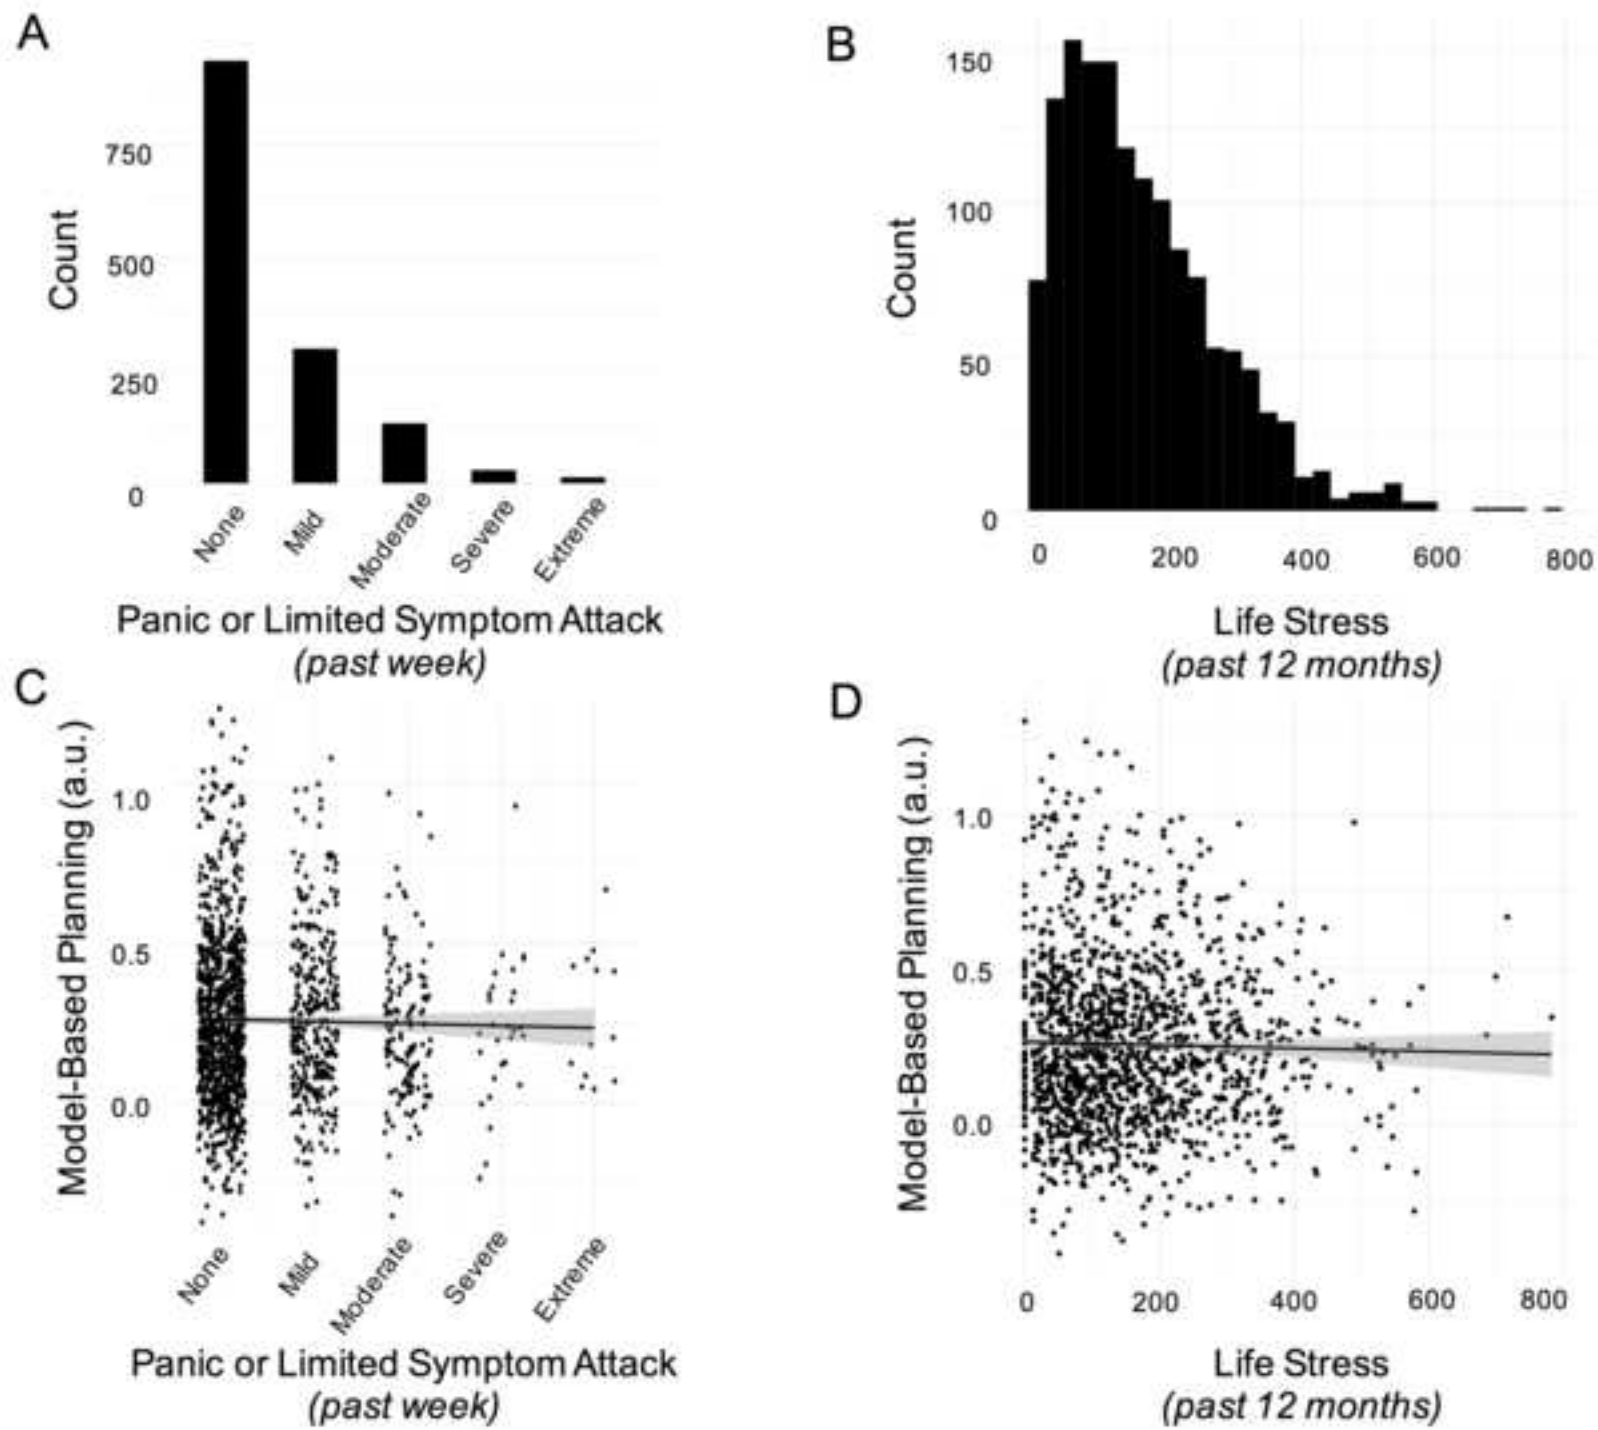 A
Count
750
500
250
0
None
Mild
Moderate
Severe
Extreme
Panic or Limited Symptom Attack
(past week)
B
Count
150
100
50
0
0
200
400
600
800
Life Stress
(past 12 months)
C
Model-Based Planning (a.u.)
1.0
0.5
0.0
None
Mild
Moderate
Severe
Extreme
Panic or Limited Symptom Attack
(past week)
D
Model-Based Planning (a.u.)
1.0
0.5
0.0
0
200
400
600
800
Life Stress
(past 12 months)